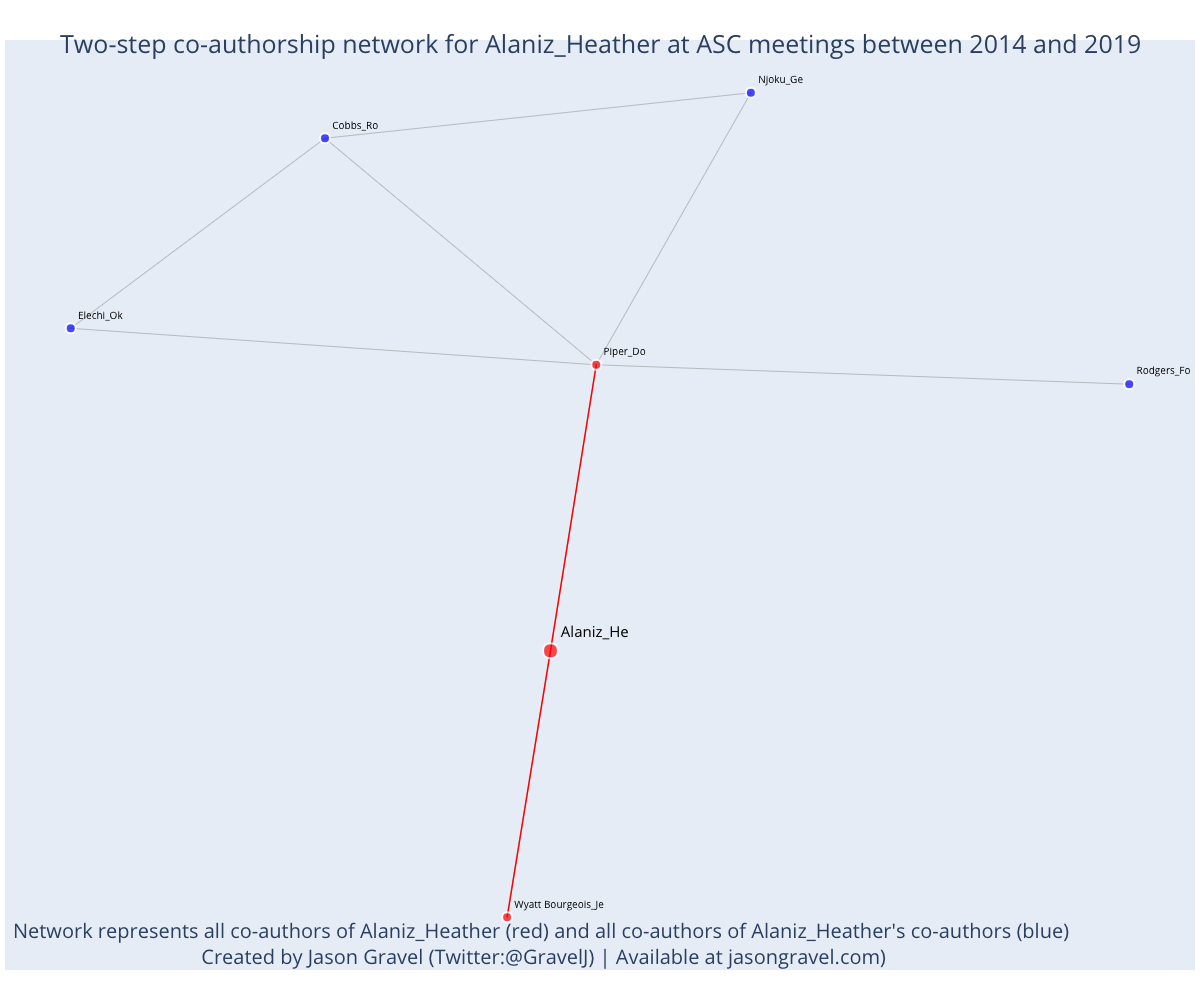 Two-step co-authorship network for Alaniz_Heather at ASC meetings between 2014 and 2019
Njoku_Ge
Cobbs_Ro
Elechi_Ok
Piper_Do
Rodgers_Fo
Alaniz_He
Wyatt Bourgeois_Je
Network represents all co-authors of Alaniz_Heather (red) and all co-authors of Alaniz_Heather's co-authors (blue)
Created by Jason Gravel (Twitter:@GravelJ) | Available at jasongravel.com)